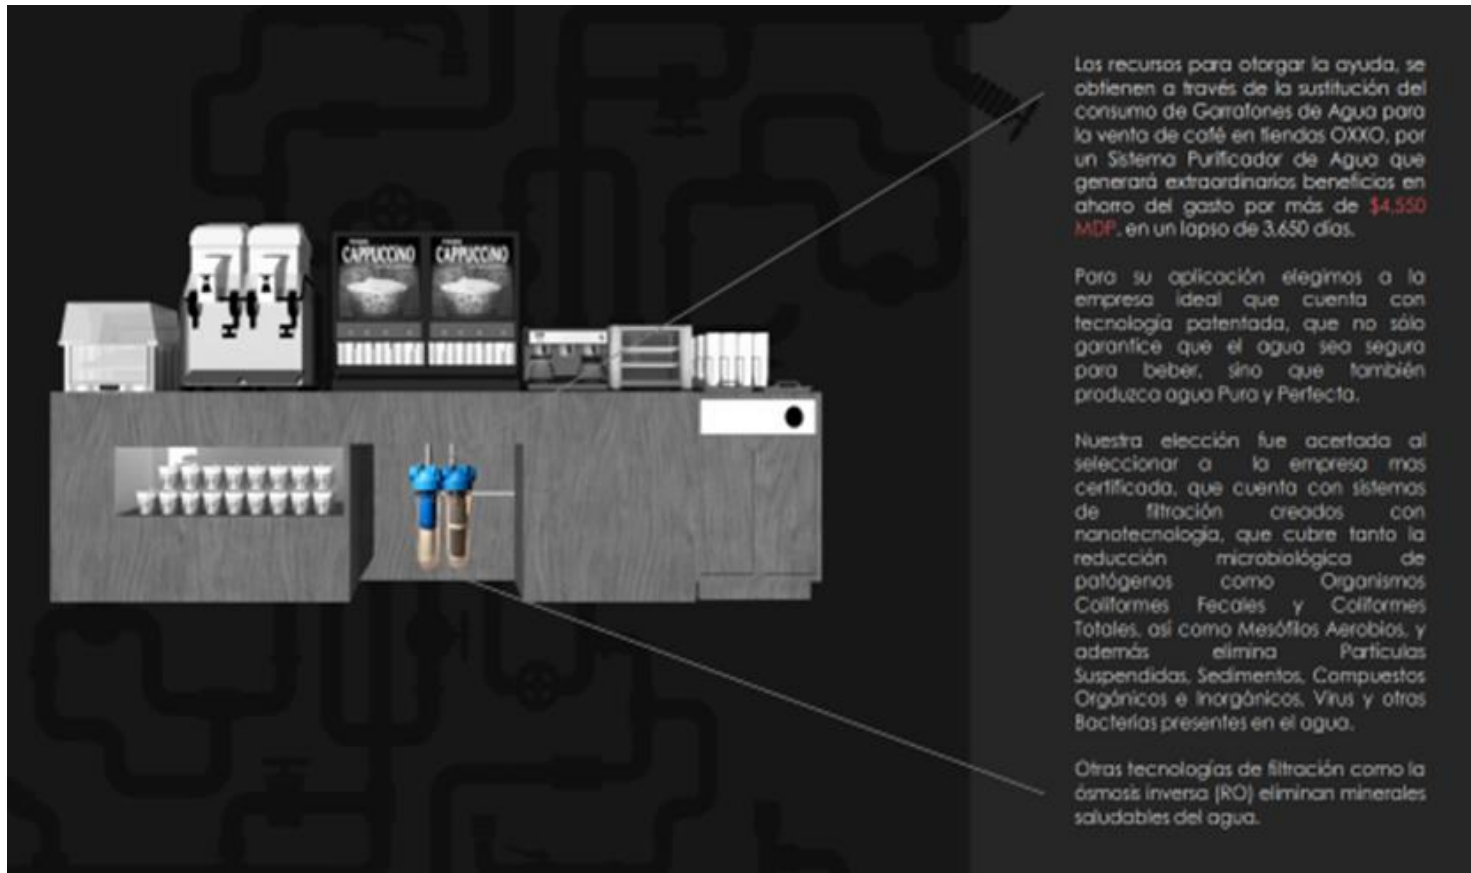 CAPPUCCINO
CAPPUCCINO
Los recursos para otorgar la ayuda, se
obtienen a través de la sustitución del
consumo de Garrafones de Agua para
la venta de café en tiendas OXXO, por
un Sistema Purificador de Agua que
generará extraordinarios beneficios en
ahorro del gasto por más de $4,550
MDP, en un lapso de 3,650 días.
Para su aplicación elegimos a la
empresa ideal que cuenta con
tecnología patentada, que no sólo
garantice que el agua sea segura
para beber, sino que también
produzca agua Pura y Perfecta.
Nuestra elección fue acertada al
seleccionar a la empresa mas
certificada, que cuenta con sistemas
de filtración creados con
nanotecnología, que cubre tanto la
reducción microbiológica de
patógenos como Organismos
Coliformes Fecales y Coliformes
Totales, así como Mesófilos Aerobios, y
además elimina Partículas
Suspendidas, Sedimentos, Compuestos
Orgánicos e Inorgánicos, Virus y otras
Bacterias presentes en el agua.
Otras tecnologías de filtración como la
ósmosis inversa (RO) eliminan minerales
saludables del agua.